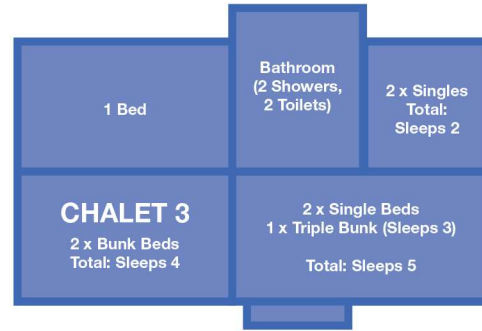 Bathroom
(2 Showers,
2 Toilets)
1 Bed
2 x Singles
Total:
Sleeps 2
CHALET 3
2 x Bunk Beds
Total: Sleeps 4
2 x Single Beds
1 x Triple Bunk (Sleeps 3)
Total: Sleeps 5